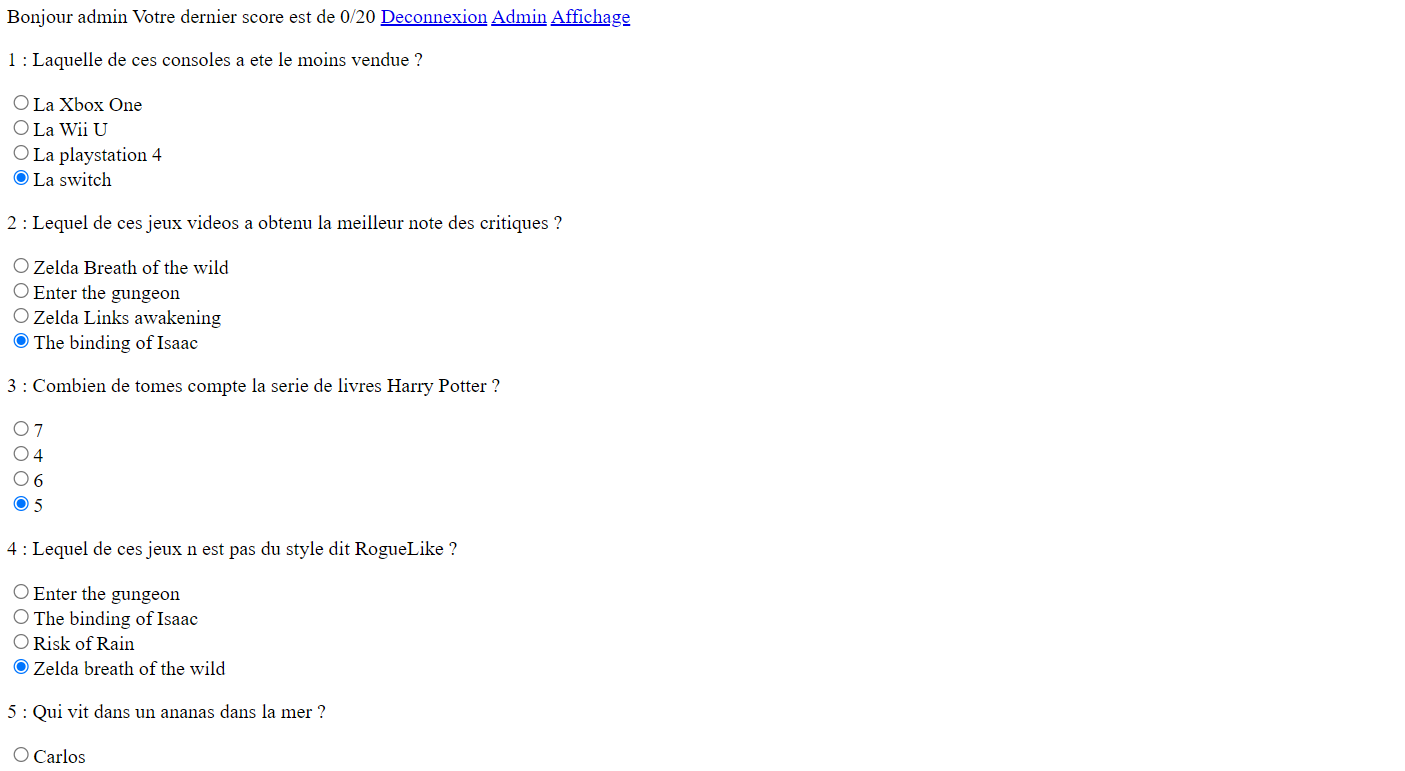 Bonjour admin Votre dernier score est de 0/20 Deconnexion Admin Affichage
1 : Laquelle de ces consoles a ete le moins vendue ?
La Xbox One
La Wii U
La playstation 4
La switch
2 : Lequel de ces jeux videos a obtenu la meilleur note des critiques ?
Zelda Breath of the wild
Enter the gungeon
Zelda Links awakening
The binding of Isaac
3 : Combien de tomes compte la serie de livres Harry Potter ?
7
4
6
5
4 : Lequel de ces jeux n est pas du style dit RogueLike ?
Enter the gungeon
The binding of Isaac
Risk of Rain
Zelda breath of the wild
5 : Qui vit dans un ananas dans la mer ?
Carlos